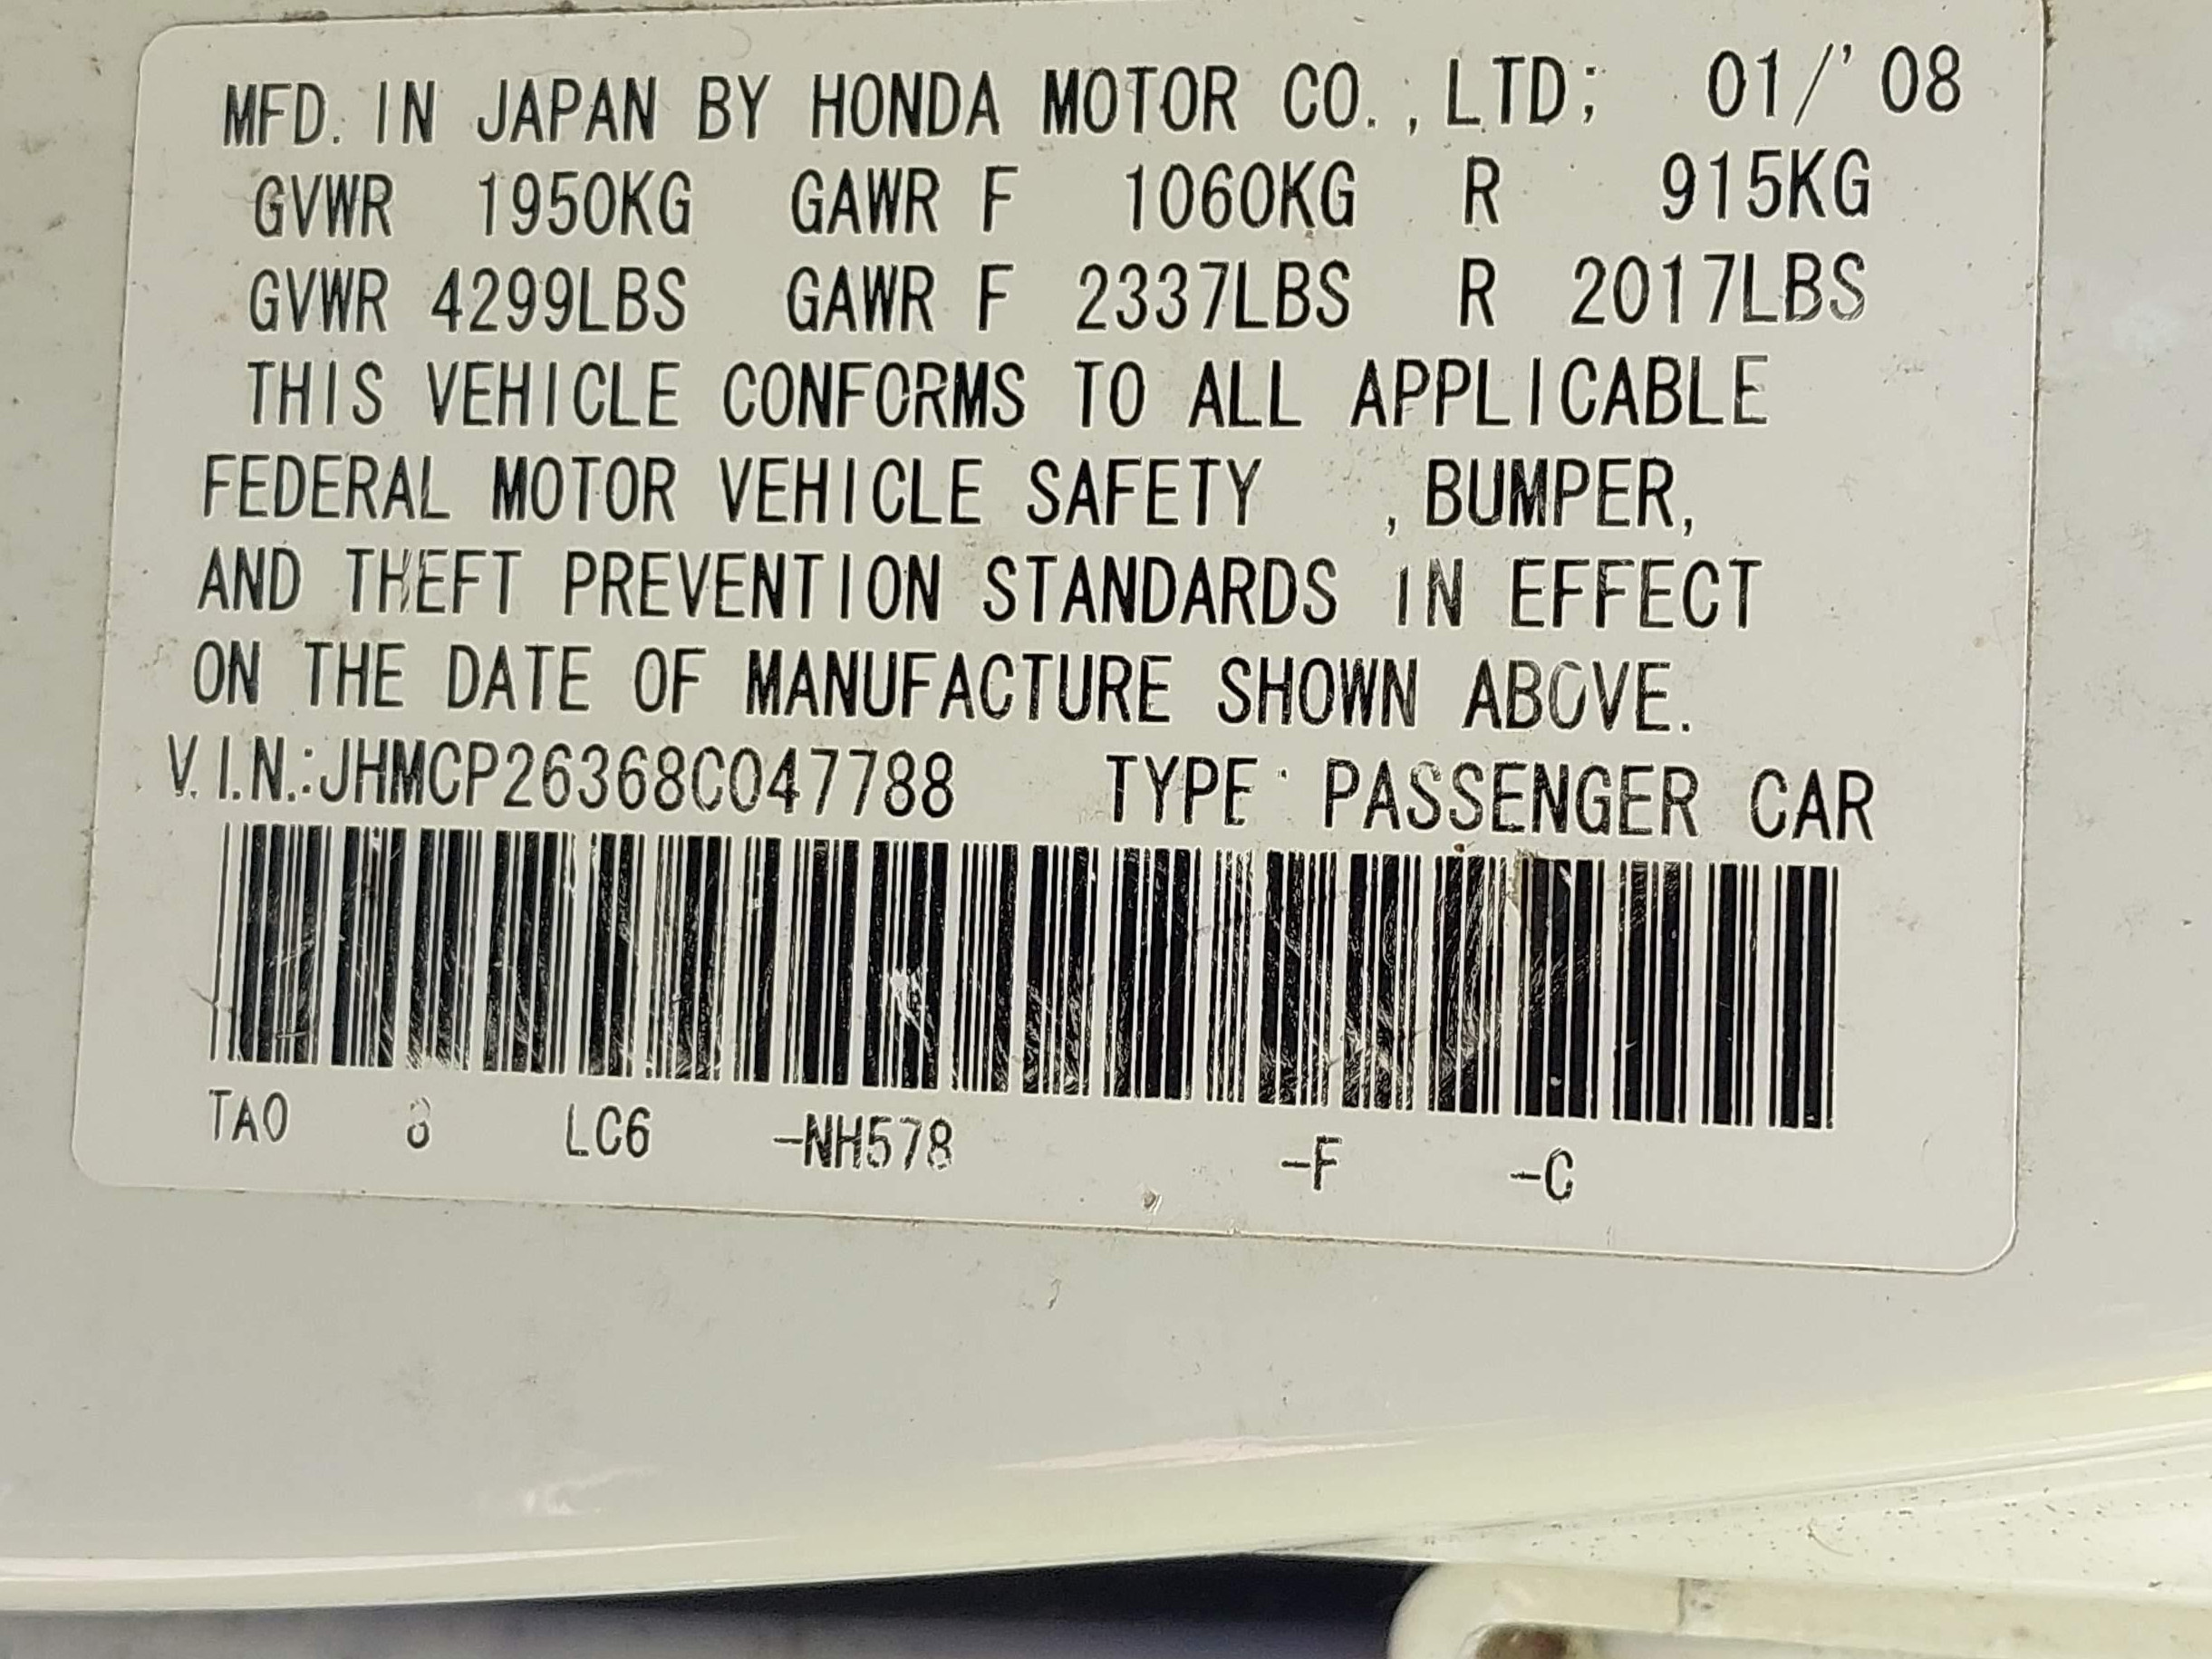 MFD. IN JAPAN BY HONDA MOTOR CO.,LTD; 01/'08
GVWR 1950KG GAWR F 1060KG R 915KG
GVWR 4299LBS GAWR F 2337LBS R 2017LBS
THIS VEHICLE CONFORMS TO ALL APPLICABLE
FEDERAL MOTOR VEHICLE SAFETY ,BUMPER,
AND THEFT PREVENTION STANDARDS IN EFFECT
ON THE DATE OF MANUFACTURE SHOWN ABOVE.
V.I.N.:JHMCP26368C047788 TYPE: PASSENGER CAR
TA0 8 LC6 -NH578 -F -C